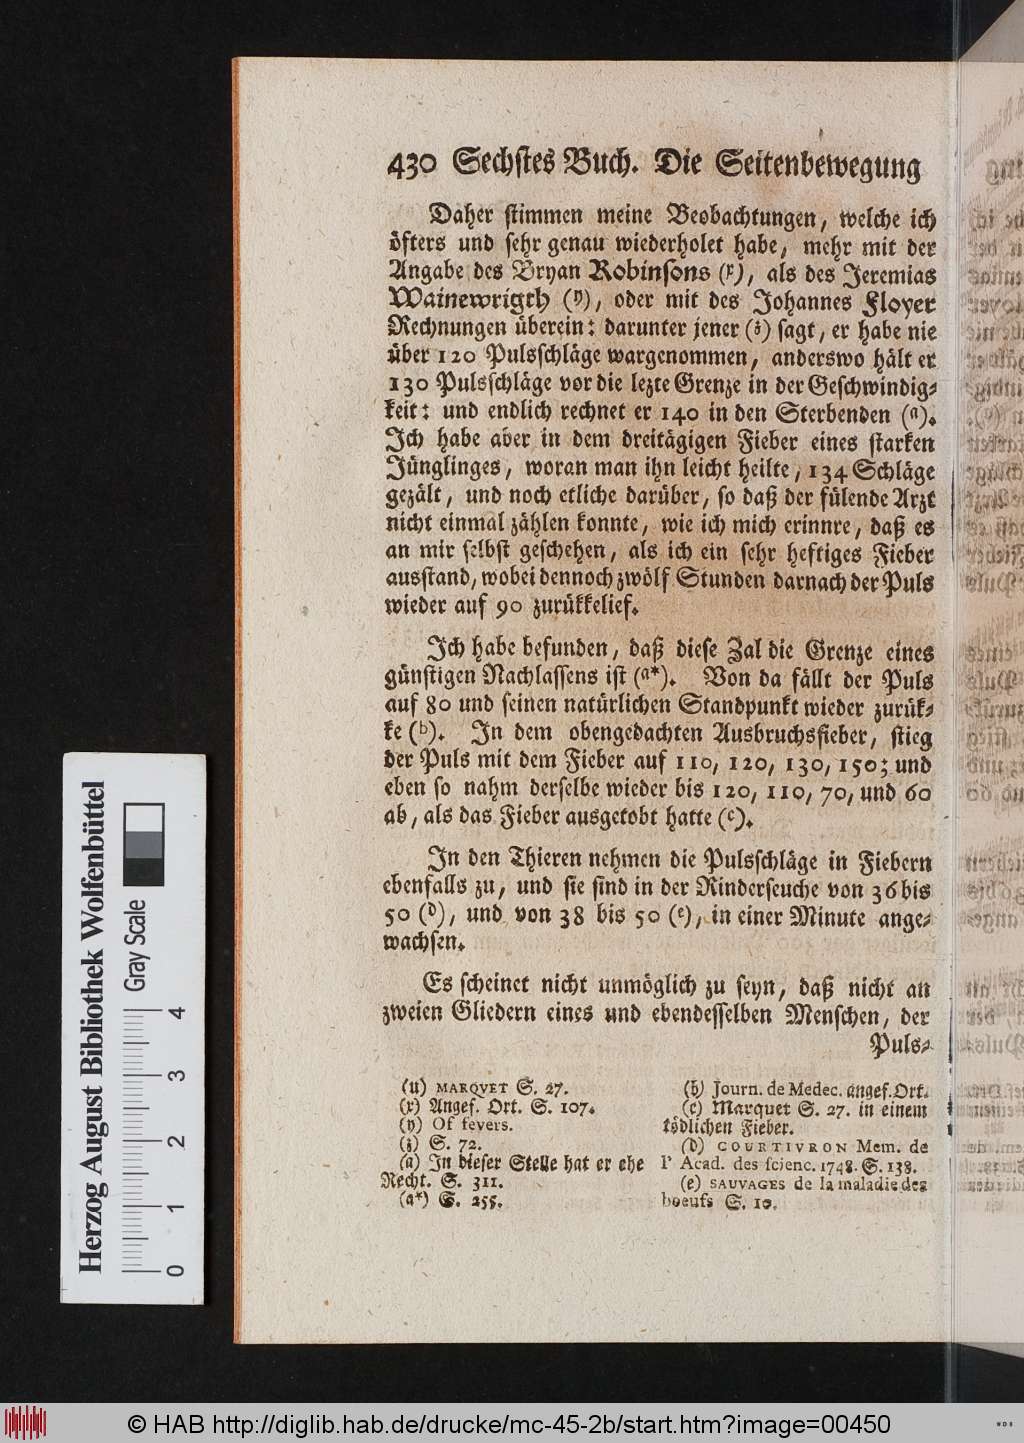 430 Sechstes Buch. Die Seitenbewegung
Daher stimmen meine Beobachtungen, welche ich
öfters und sehr genau wiederholet habe, mehr mit der
Angabe des Bryan Robinsons (x), als des Jeremias
Wainewrigth (y), oder mit des Johannes Floyer
Rechnungen überein: darunter jener (z) sagt, er habe nie
über 120 Pulsschläge wargenommen, anderswo hält er
130 Pulsschläge vor die lezte Grenze in der Geschwindig-
keit: und endlich rechnet er 140 in den Sterbenden (a).
Ich habe aber in dem dreitägigen Fieber eines starken
Jünglinges, woran man ihn leicht heilte, 134 Schläge
gezält, und noch etliche darüber, so daß der fülende Arzt
nicht einmal zählen konnte, wie ich mich erinnre, daß es
an mir selbst geschehen, als ich ein sehr heftiges Fieber
ausstand, wobei dennoch zwölf Stunden darnach der Puls
wieder auf 90 zurükkelief.
Ich habe befunden, daß diese Zal die Grenze eines
günstigen Nachlassens ist (a*). Von da fällt der Puls
auf 80 und seinen natürlichen Standpunkt wieder zurük-
ke (b). In dem obengedachten Ausbruchsfieber, stieg
der Puls mit dem Fieber auf 110, 120, 130, 150; und
eben so nahm derselbe wieder bis 120, 110, 70, und 60
ab, als das Fieber ausgetobt hatte (c).
In den Thieren nehmen die Pulsschläge in Fiebern
ebenfalls zu, und sie sind in der Rinderseuche von 36 bis
50 (d), und von 38 bis 50 (e), in einer Minute ange-
wachsen.
Es scheinet nicht unmöglich zu seyn, daß nicht an
zweien Gliedern eines und ebendesselben Menschen, der
Puls-
(u) MARQVET S. 27.
(x) Anges. Ort. S. 107.
(y) Of fevers.
(z) S. 72.
(a) In dieser Stelle hat er ehe
Recht. S. 311.
(a*) S. 255.
(b) Journ. de Medec. anges. Ort.
(c) Marquet S. 27. in einem
tödlichen Fieber.
(d) COURTIVRON Mem. de
l' Acad. des scienc. 1748. S. 138.
(e) SAUVAGES de la maladie des
boeufs S. 10.
Herzog August Bibliothek Wolfenbüttel
Gray Scale
0 1 2 3 4
© HAB http://diglib.hab.de/drucke/mc-45-2b/start.htm?image=00450